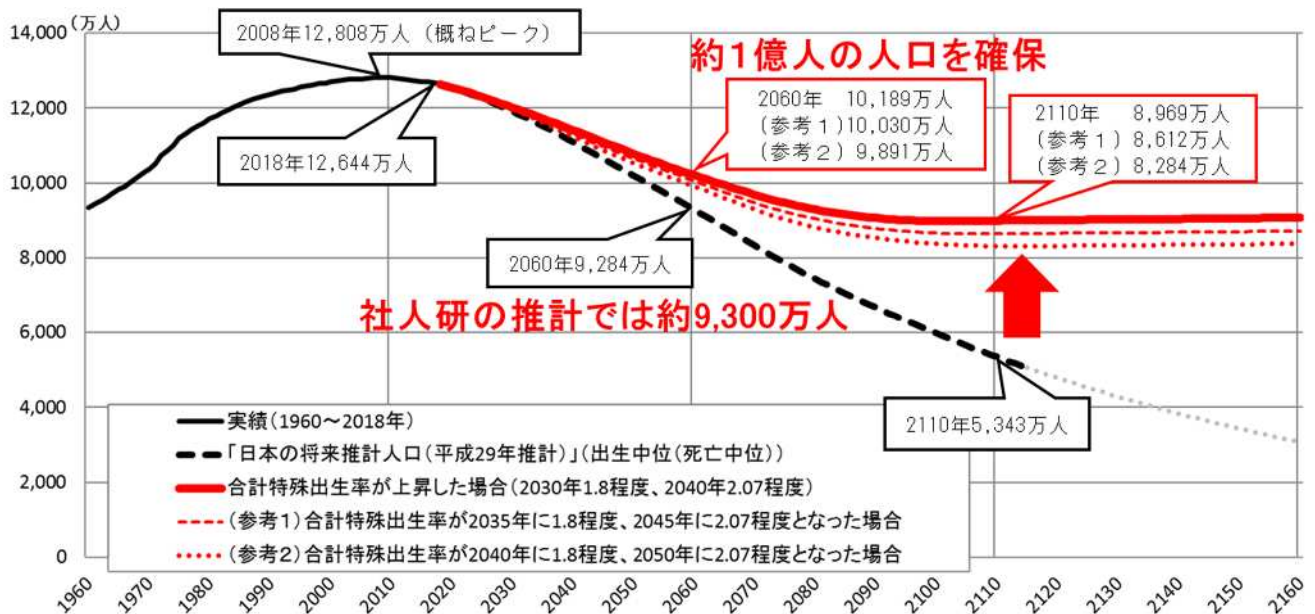 (万人)
14,000
12,000
10,000
8,000
6,000
4,000
2,000
0
2008年12,808万人（概ねピーク）
2018年12,644万人
約1億人の人口を確保
2060年　10,189万人
(参考１)10,030万人
(参考２) 9,891万人
2110年　 8,969万人
(参考１) 8,612万人
(参考２) 8,284万人
2060年9,284万人
社人研の推計では約9,300万人
2110年5,343万人
実績(1960～2018年)
「日本の将来推計人口(平成29年推計)」(出生中位(死亡中位))
合計特殊出生率が上昇した場合(2030年1.8程度、2040年2.07程度)
(参考1)合計特殊出生率が2035年に1.8程度、2045年に2.07程度となった場合
(参考2)合計特殊出生率が2040年に1.8程度、2050年に2.07程度となった場合
1960
1970
1980
1990
2000
2010
2020
2030
2040
2050
2060
2070
2080
2090
2100
2110
2120
2130
2140
2150
2160